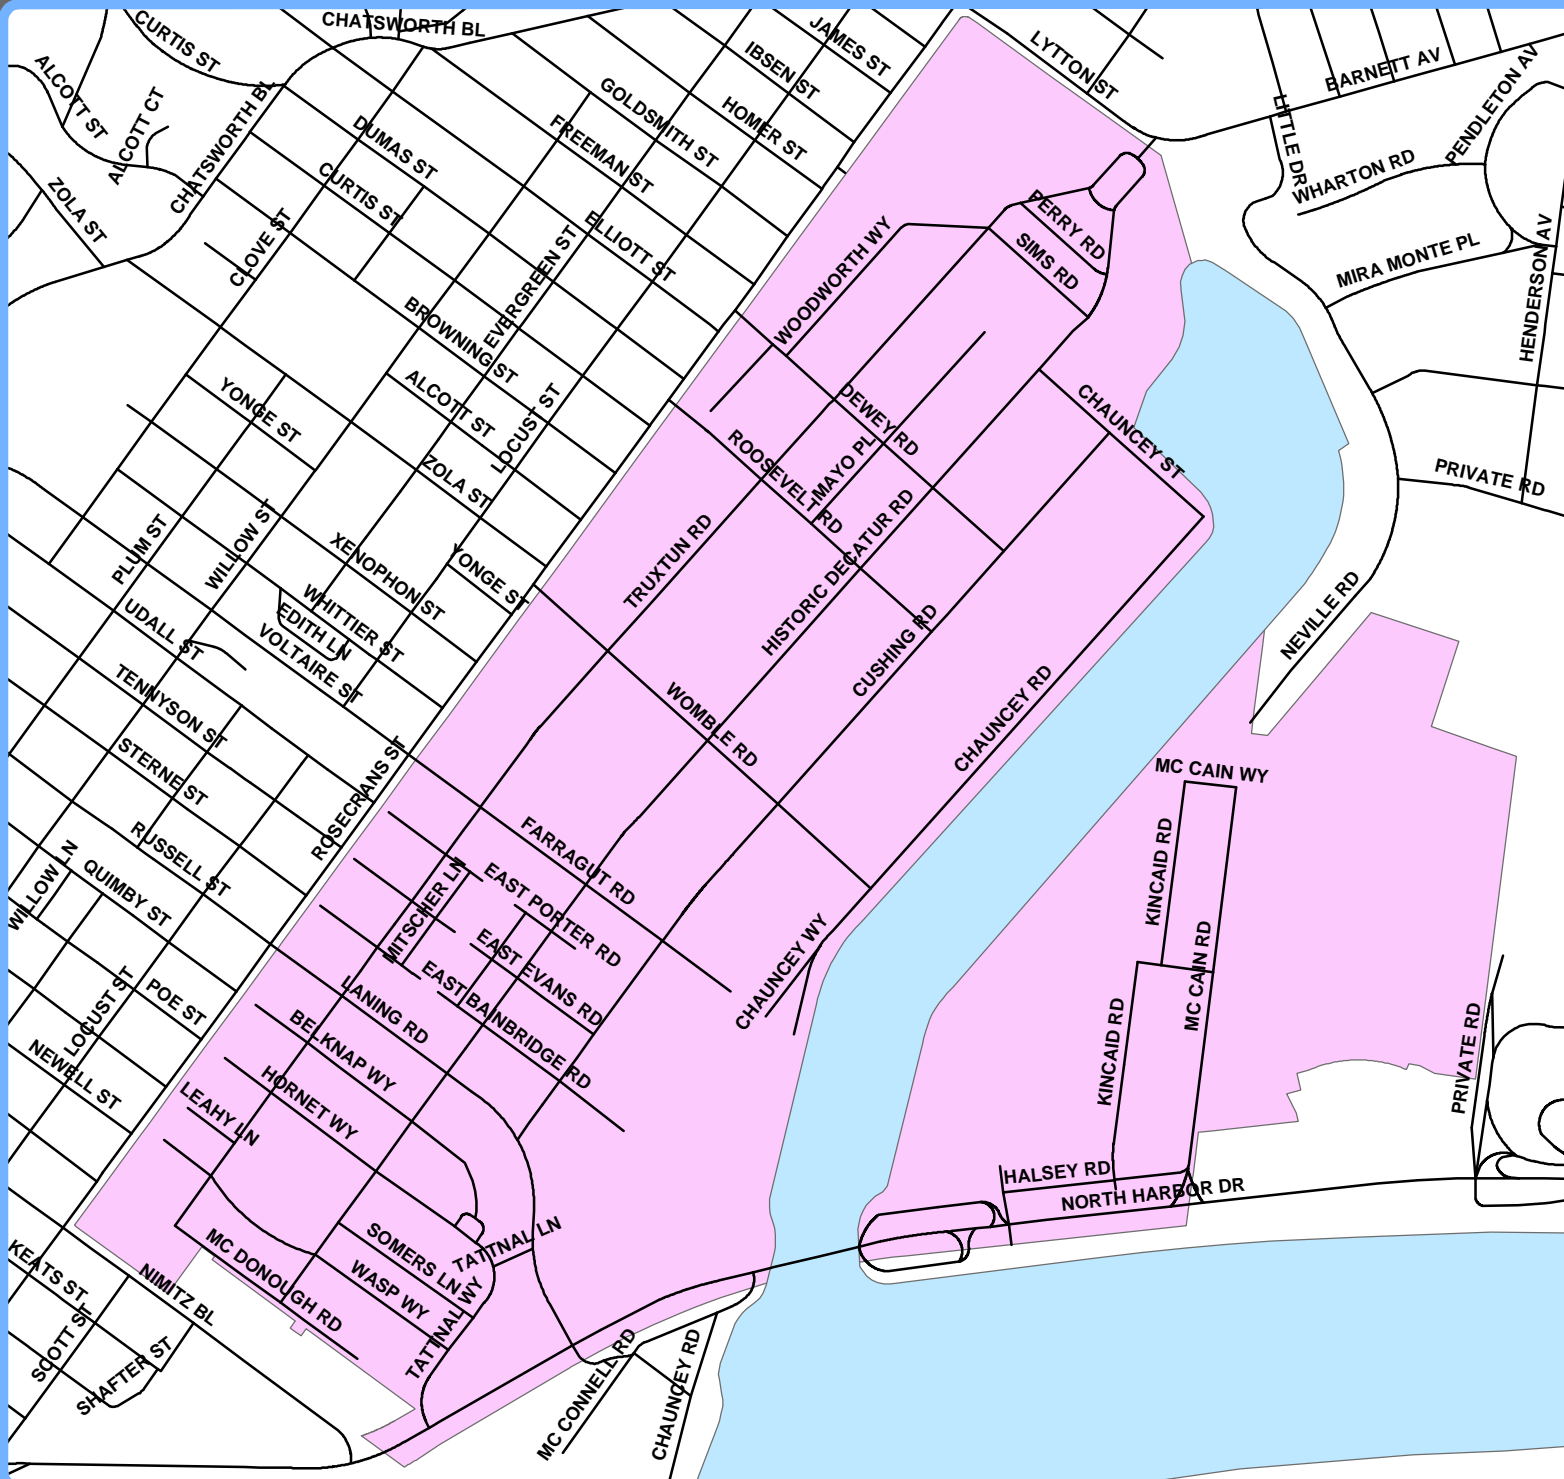 CURTIS ST
CHATSWORTH BL
JAMES ST
IBSEN ST
LYTTON ST
BARNETT AV
PENDLETON AV
ALCOTT ST
ALCOTT CT
CHATSWORTH BL
GOLDSMITH ST
HOMER ST
LITTLE DR
DUMAS ST
FREEMAN ST
WHARTON RD
ZOLA ST
CURTIS ST
CLOVE ST
ELLIOTT ST
EVERGREEN ST
WOODWORTH WY
PERRY RD
SIMS RD
MIRA MONTE PL
HENDERSON AV
BROWNING ST
YONGE ST
ALCOTT ST
LOCUST ST
DEWEY RD
CHAUNCEY ST
ZOLA ST
ROOSEVELT RD
MAYO PL
PRIVATE RD
PLUM ST
WILLOW ST
XENOPHON ST
YONGE ST
TRUXTUN RD
HISTORIC DECATUR RD
CUSHING RD
NEVILLE RD
UDALL ST
WHITTIER ST
EDITH LN
VOLTAIRE ST
TENNYSON ST
WOMBLE RD
CHAUNCEY RD
STERNE ST
ROSECRANS ST
MC CAIN WY
RUSSELL ST
FARRAGUT RD
KINCAID RD
WILLOW LN
QUIMBY ST
MITSCHER LN
EAST PORTER RD
MC CAIN RD
EAST EVANS RD
CHAUNCEY WY
LOCUST ST
POE ST
EAST BAINBRIDGE RD
LANING RD
KINCAID RD
PRIVATE RD
NEWELL ST
BELKNAP WY
HORNET WY
LEAHY LN
HALSEY RD
NORTH HARBOR DR
KEATS ST
NIMITZ BL
MC DONOUGH RD
SOMERS LN
TATTNAL LN
WASP WY
TATTNAL WY
SCOTT ST
SHAFTER ST
MC CONNELL RD
CHAUNCEY RD